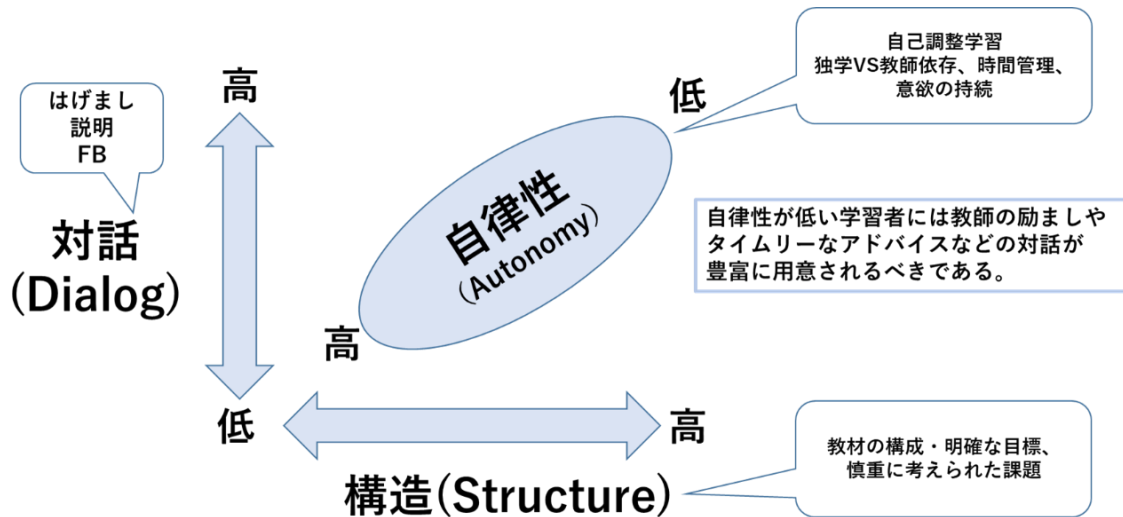 自己調整学習
独学VS教師依存、時間管理、
意欲の持続
高
低
はげまし
説明
FB
対話
(Dialog)
自律性
(Autonomy)
自律性が低い学習者には教師の励ましや
タイムリーなアドバイスなどの対話が
豊富に用意されるべきである。
高
低
高
教材の構成・明確な目標、
慎重に考えられた課題
構造(Structure)